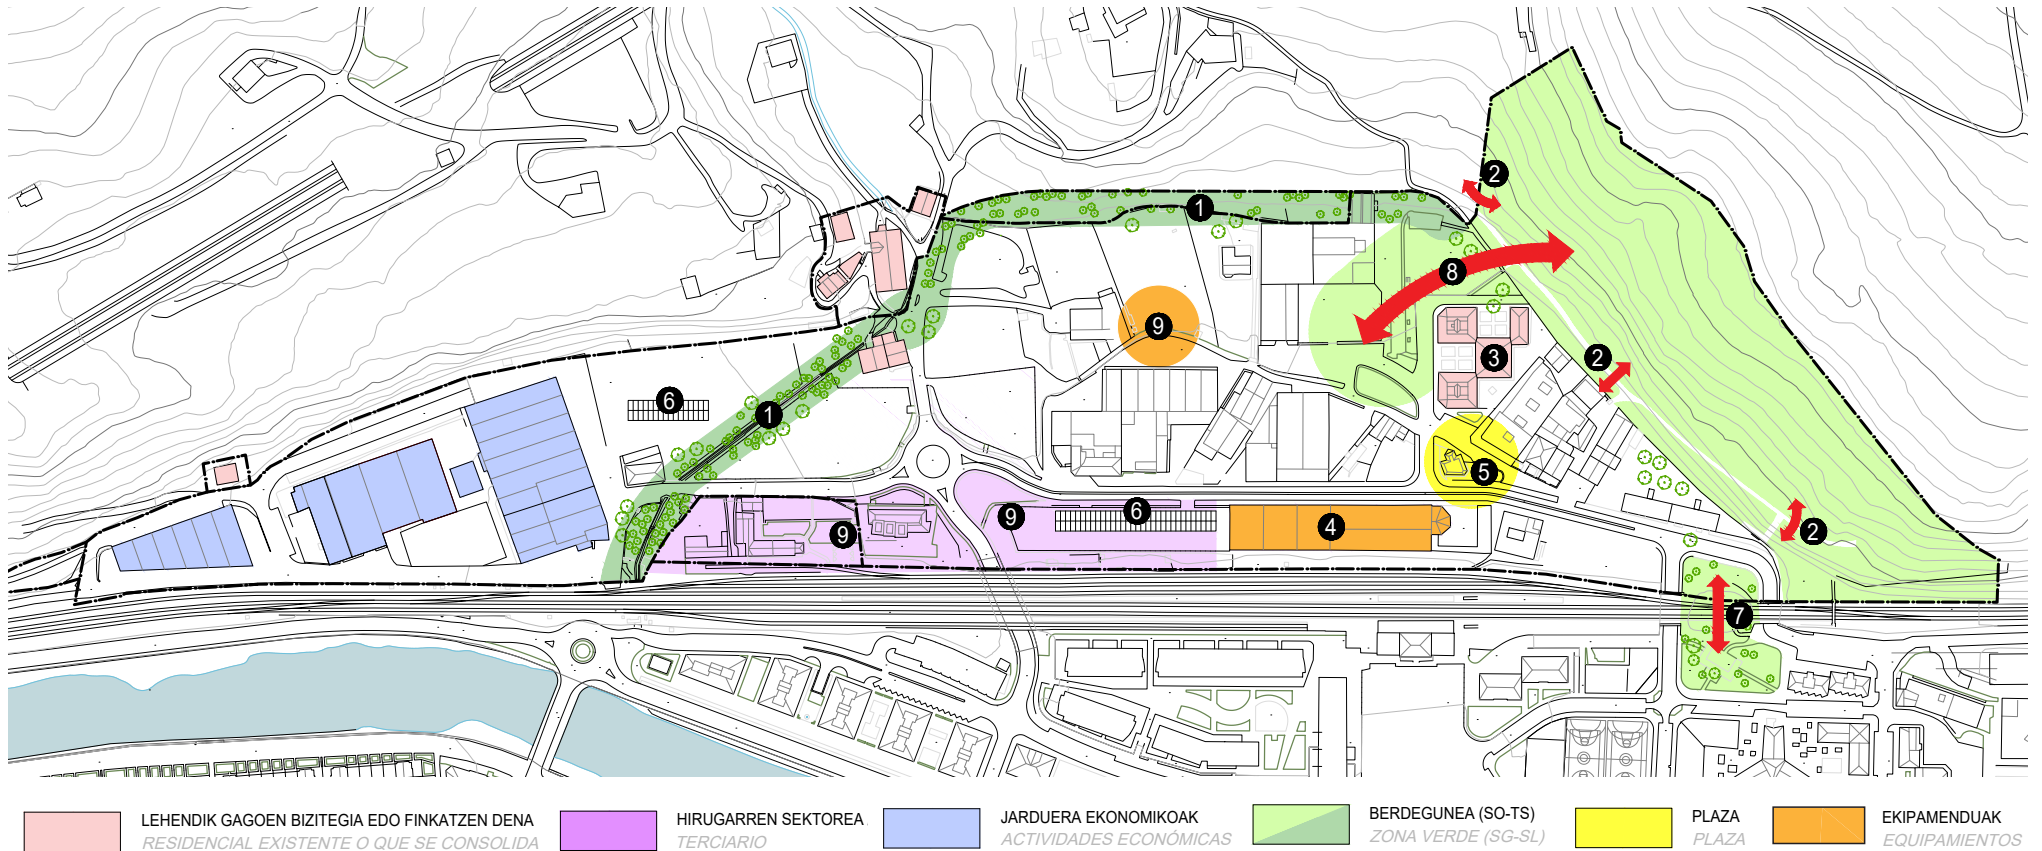 2
1
8
9
3
2
6
1
5
9
6
4
9
2
7
LEHENDIK GAGOEN BIZITEGIA EDO FINKATZEN DENA
RESIDENCIAL EXISTENTE O QUE SE CONSOLIDA
HIRUGARREN SEKTOREA
TERCIARIO
JARDUERA EKONOMIKOAK
ACTIVIDADES ECONÓMICAS
BERDEGUNEA (SO-TS)
ZONA VERDE (SG-SL)
PLAZA
PLAZA
EKIPAMENDUAK
EQUIPAMIENTOS